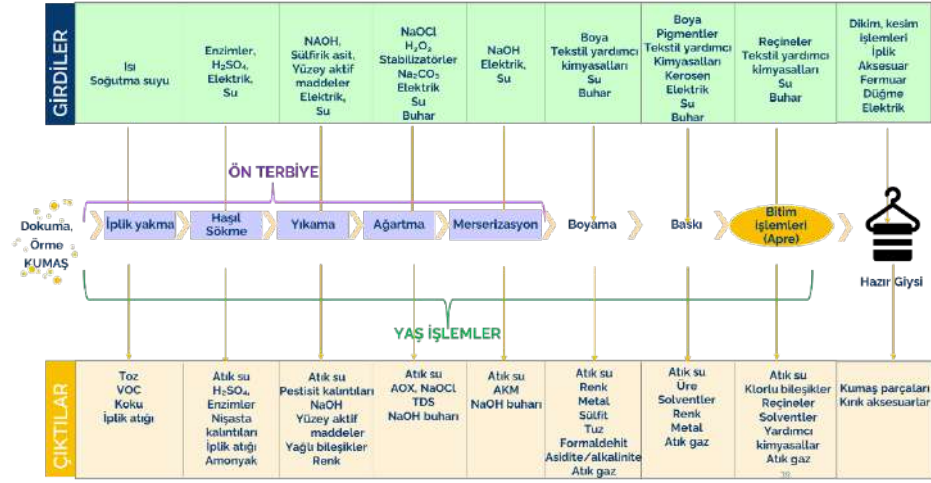 GİRDİLER
Isı
Soğutma suyu
Enzimler,
H₂SO₄,
Elektrik,
Su
NAOH,
Sülfirik asit,
Yüzey aktif
maddeler
Elektrik,
Su
NaOCl
H₂O₂
Stabilizatörler
Na₂CO₃
Elektrik
Su
Buhar
NaOH
Elektrik,
Su
Boya
Tekstil yardımcı
kimyasalları
Su
Buhar
Boya
Pigmentler
Tekstil yardımcı
Kimyasalları
Kerosen
Elektrik
Su
Buhar
Reçineler
Tekstil yardımcı
kimyasalları
Su
Buhar
Dikim, kesim
işlemleri
İplik
Aksesuar
Fermuar
Düğme
Elektrik
ÖN TERBİYE
Dokuma,
Örme
KUMAŞ
İplik yakma
Haşıl
Sökme
Yıkama
Ağartma
Merserizasyon
Boyama
Baskı
Bitim
İşlemleri
(Apre)
Hazır Giysi
YAŞ İŞLEMLER
ÇIKTILAR
Toz
VOC
Koku
İplik atığı
Atık su
H₂SO₄,
Enzimler
Nişasta
kalıntıları
İplik atığı
Amonyak
Atık su
Pestisit kalıntıları
NaOH
Yüzey aktif
maddeler
Yağlı bileşikler
Renk
Atık su
AOX, NaOCl
TDS
NaOH buharı
Atık su
AKM
NaOH buharı
Atık su
Renk
Metal
Sülfit
Tuz
Formaldehit
Asidite/alkalinite
Atık gaz
Atık su
Üre
Solventler
Renk
Metal
Atık gaz
Atık su
Klorlu bileşikler
Reçineler
Solventler
Yardımcı
kimyasallar
Atık gaz
Kumaş parçaları
Kırık aksesuarlar